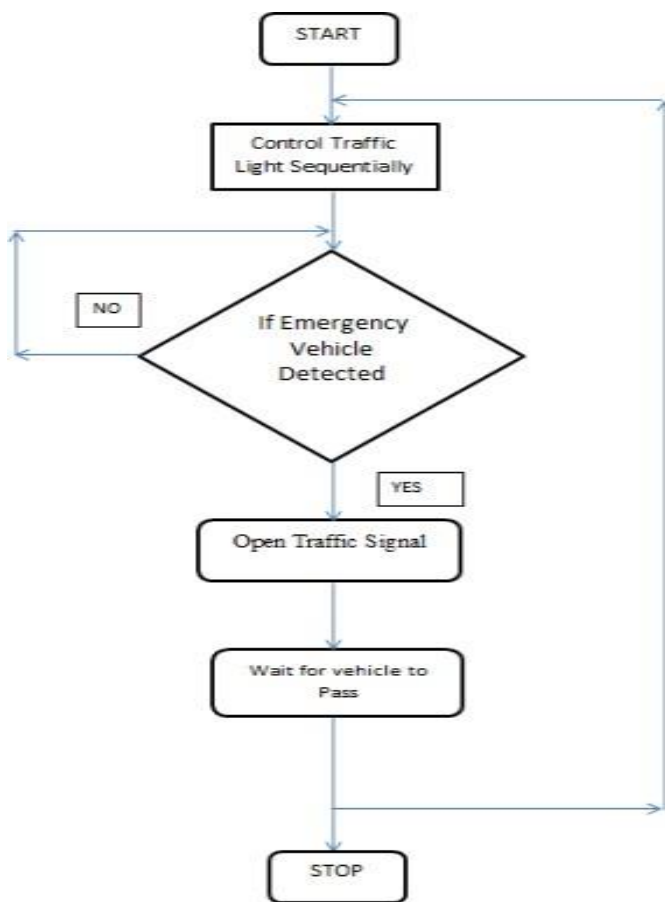 START
Control Traffic
Light Sequentially
NO
If Emergency
Vehicle
Detected
YES
Open Traffic Signal
Wait for vehicle to
Pass
STOP